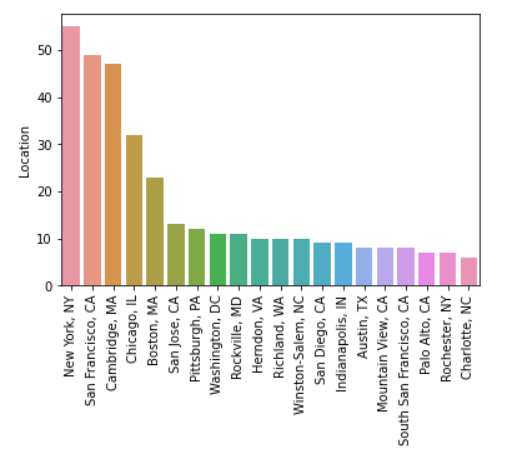 50
40
30
20
10
0
Location
New York, NY
San Francisco, CA
Cambridge, MA
Chicago, IL
Boston, MA
San Jose, CA
Pittsburgh, PA
Washington, DC
Rockville, MD
Herndon, VA
Richland, WA
Winston-Salem, NC
San Diego, CA
Indianapolis, IN
Austin, TX
Mountain View, CA
South San Francisco, CA
Palo Alto, CA
Rochester, NY
Charlotte, NC